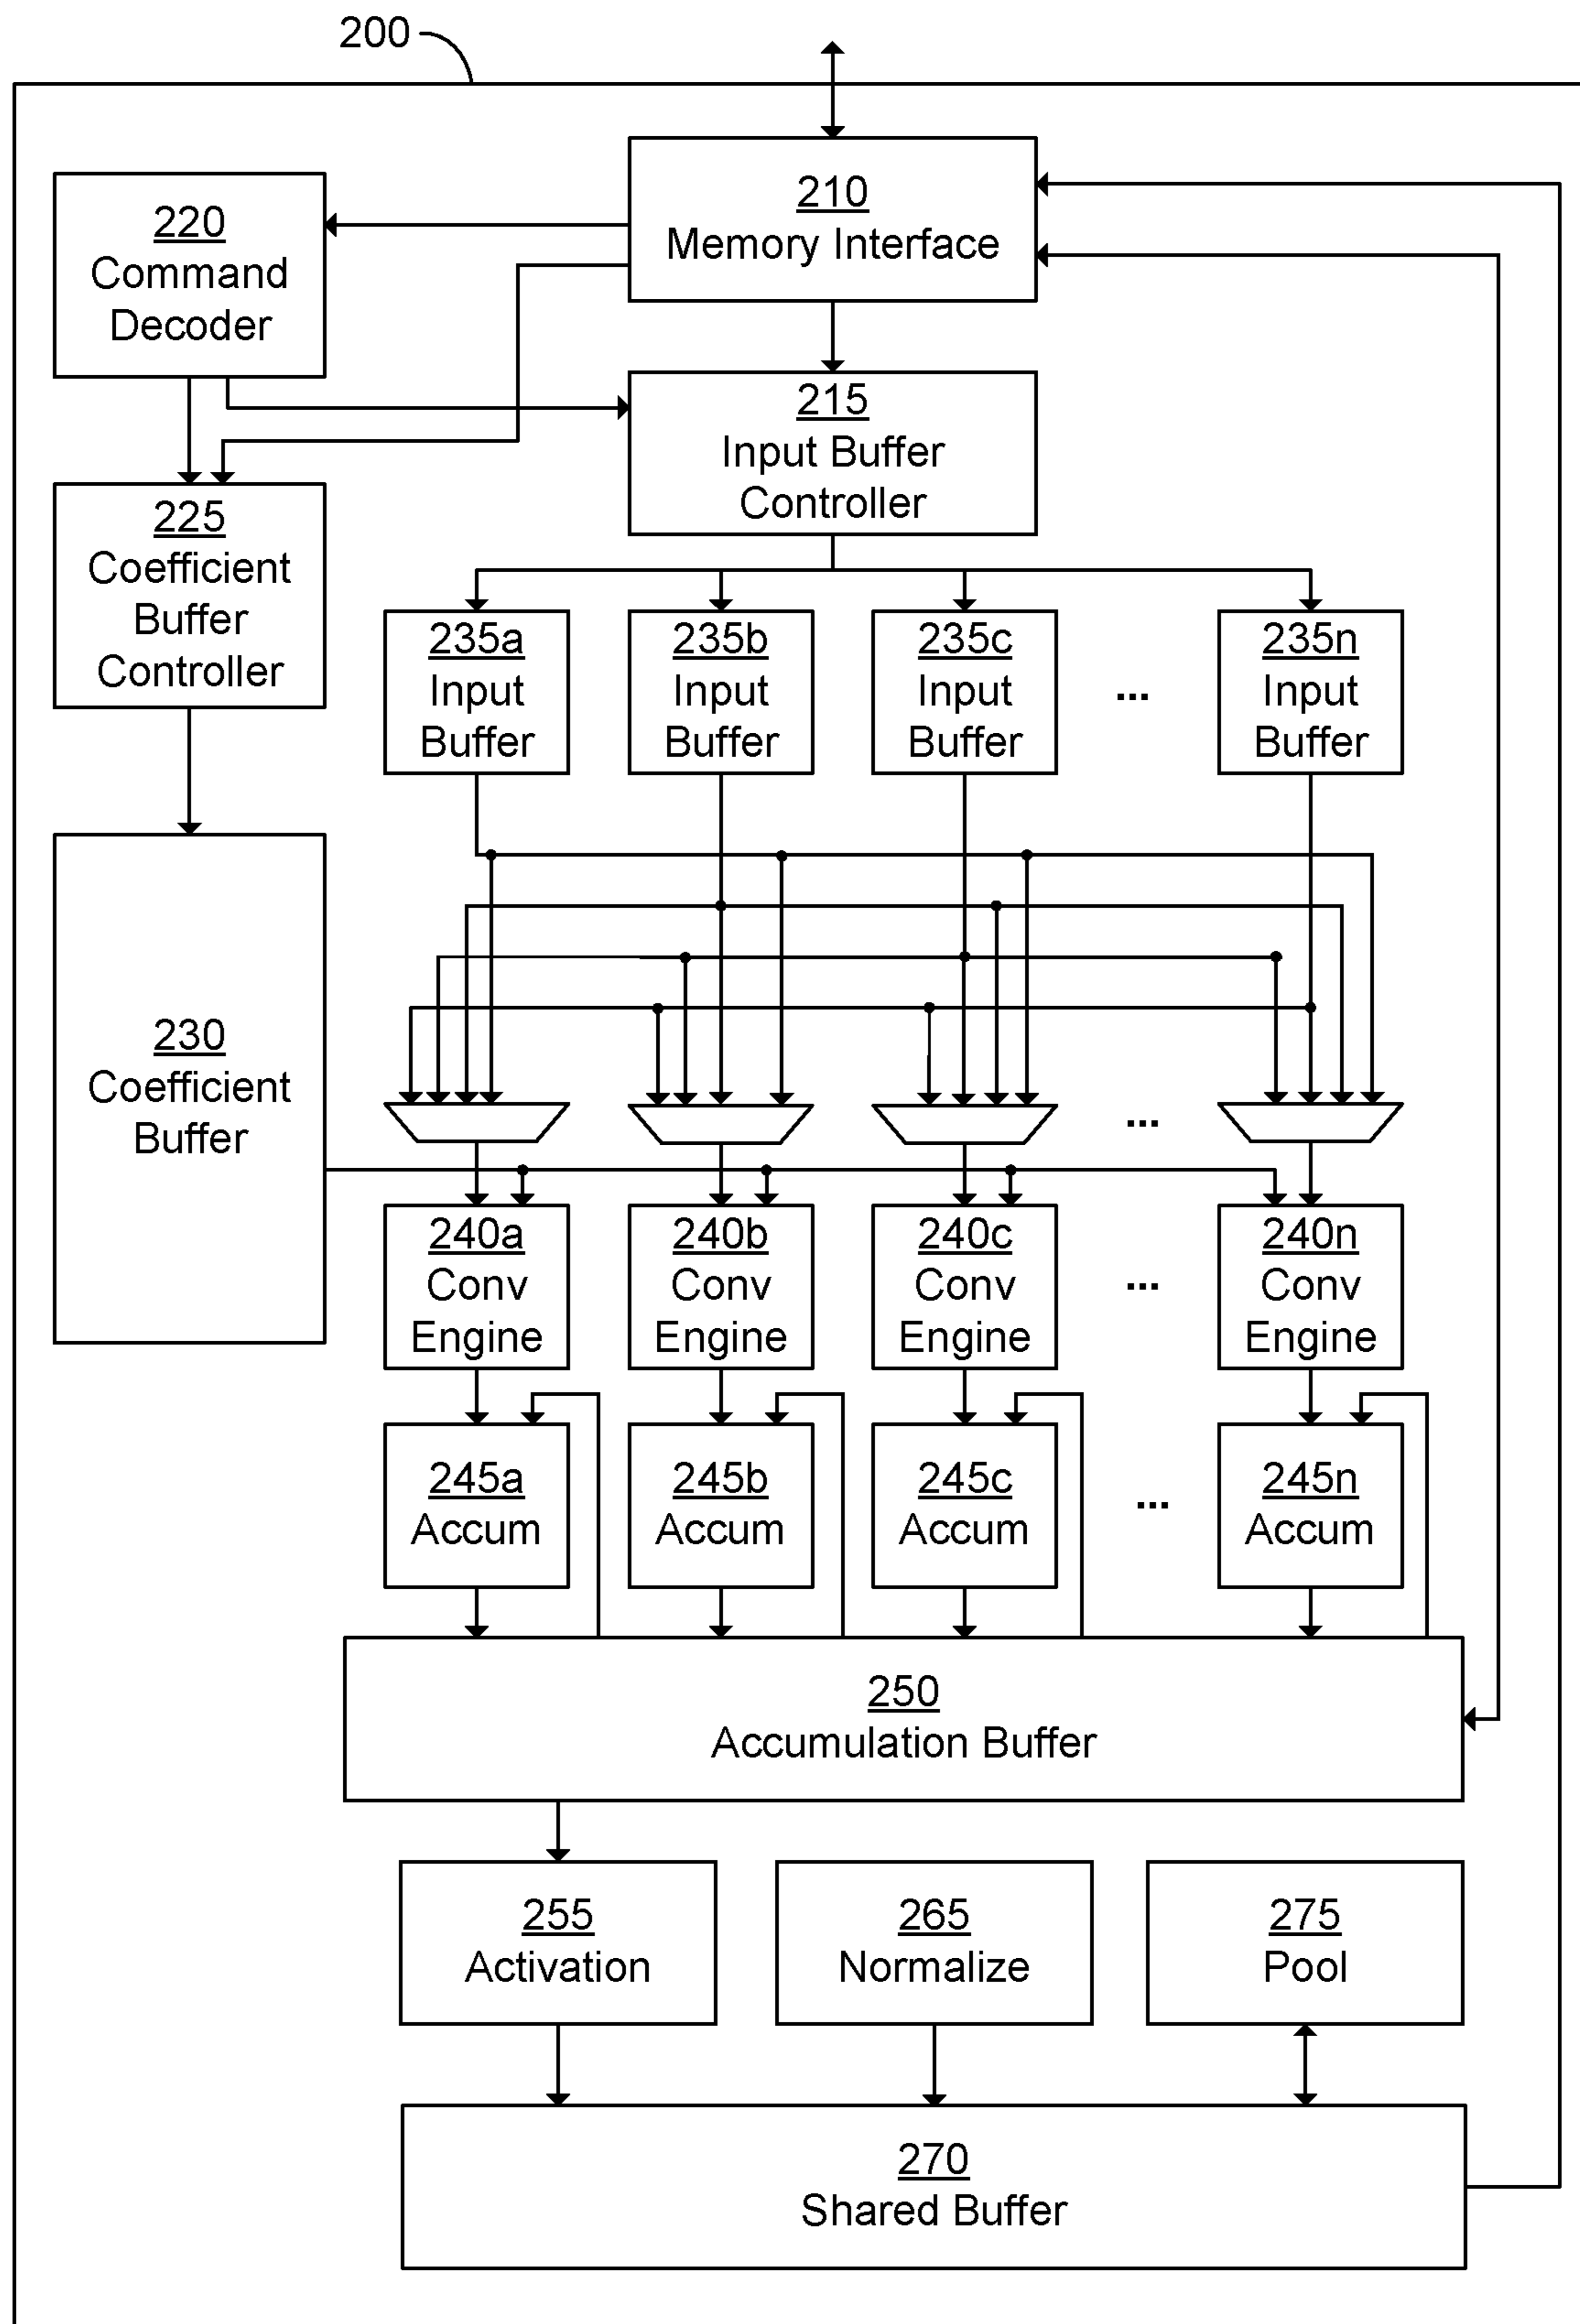 200
210
Memory Interface
220
Command
Decoder
215
Input Buffer
Controller
225
Coefficient
Buffer
Controller
235a
Input
Buffer
235b
Input
Buffer
235c
Input
Buffer
...
235n
Input
Buffer
230
Coefficient
Buffer
...
240a
Conv
Engine
240b
Conv
Engine
240c
Conv
Engine
...
240n
Conv
Engine
245a
Accum
245b
Accum
245c
Accum
...
245n
Accum
250
Accumulation Buffer
255
Activation
265
Normalize
275
Pool
270
Shared Buffer